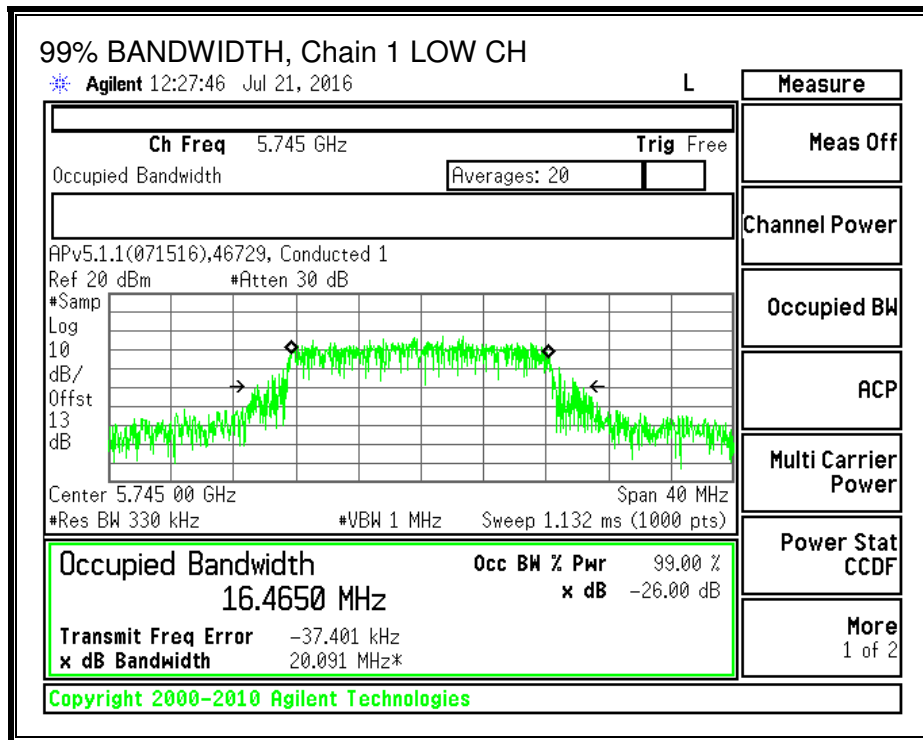 99% BANDWIDTH, Chain 1 LOW CH
Agilent 12:27:46 Jul 21, 2016 L
Measure
Ch Freq 5.745 GHz Trig Free
Meas Off
Occupied Bandwidth Averages: 20
Channel Power
APv5.1.1(071516),46729, Conducted 1
Ref 20 dBm #Atten 30 dB
#Samp
Log
10
dB/
Offst
13
dB
Occupied BW
ACP
Multi Carrier
Power
Center 5.745 00 GHz Span 40 MHz
#Res BW 330 kHz #VBW 1 MHz Sweep 1.132 ms (1000 pts)
Power Stat
CCDF
Occupied Bandwidth Occ BW % Pwr 99.00 %
16.4650 MHz x dB -26.00 dB
Transmit Freq Error -37.401 kHz
x dB Bandwidth 20.091 MHz*
More
1 of 2
Copyright 2000-2010 Agilent Technologies